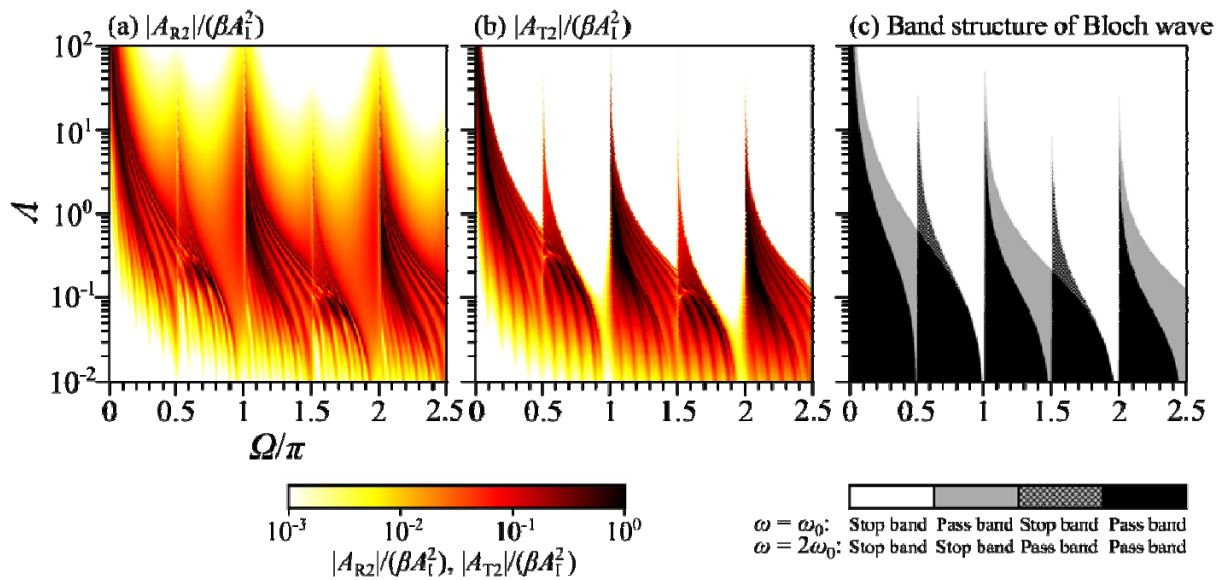 (a) |A_R2|/(βA_I^2)
(b) |A_T2|/(βA_I^2)
(c) Band structure of Bloch wave
Λ
10^2
10^1
10^0
10^-1
10^-2
0 0.5 1 1.5 2 2.5
0 0.5 1 1.5 2 2.5
0 0.5 1 1.5 2 2.5
Ω/π
10^-3 10^-2 10^-1 10^0
|A_R2|/(βA_I^2), |A_T2|/(βA_I^2)
ω = ω_0: Stop band Pass band Stop band Pass band
ω = 2ω_0: Stop band Stop band Pass band Pass band